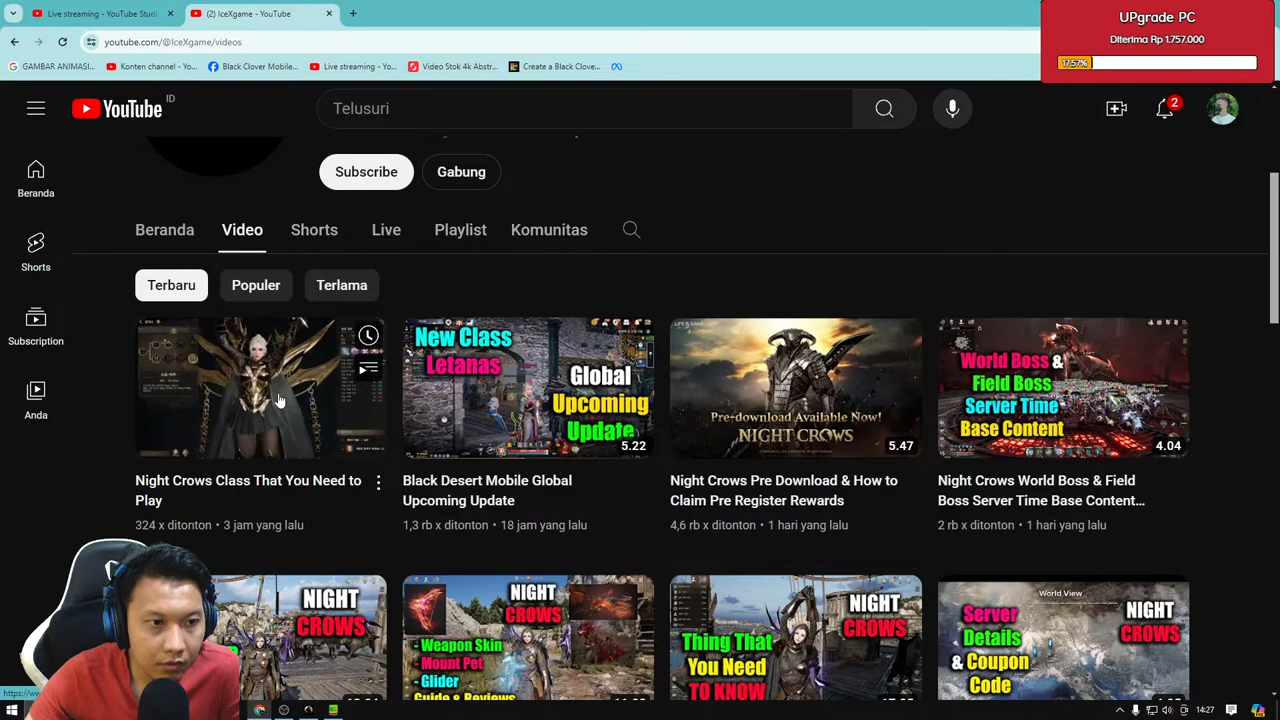 Live streaming - YouTube Studi
(2) IceXgame - YouTube
youtube.com/@IceXgame/videos
GAMBAR ANIMASI...
Konten channel - Yo...
Black Clover Mobile...
Live streaming - Yo...
Video Stok 4k Abstr...
Create a Black Clove...
UPgrade PC
Diterima Rp 1.757.000
17.57%
YouTube ID
Telusuri
2
Subscribe
Gabung
Beranda
Shorts
Subscription
Anda
Beranda
Video
Shorts
Live
Playlist
Komunitas
Terbaru
Populer
Terlama
New Class
Letanas
Global
Upcoming
Update
5.22
Pre-download Available Now!
NIGHT CROWS
5.47
World Boss &
Field Boss
Server Time
Base Content
4.04
Night Crows Class That You Need to
Play
324 x ditonton • 3 jam yang lalu
Black Desert Mobile Global
Upcoming Update
1,3 rb x ditonton • 18 jam yang lalu
Night Crows Pre Download & How to
Claim Pre Register Rewards
4,6 rb x ditonton • 1 hari yang lalu
Night Crows World Boss & Field
Boss Server Time Base Content...
2 rb x ditonton • 1 hari yang lalu
NIGHT
CROWS
NIGHT
CROWS
- Weapon Skin
- Mount Pet
- Glider
Guide & Reviews
NIGHT
CROWS
Thing That
You Need
TO KNOW
World View
NIGHT
CROWS
Server
Details
& Coupon
Code
14:27